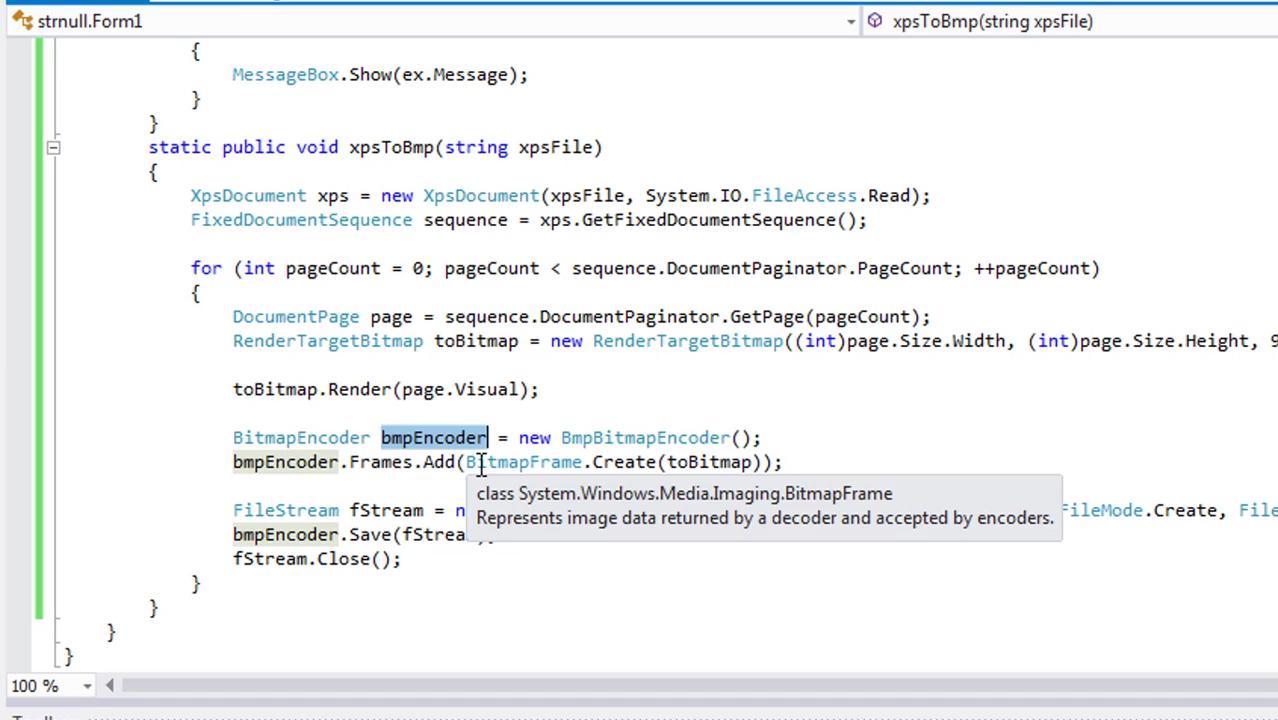 strnull.Form1 xpsToBmp(string xpsFile)
{
MessageBox.Show(ex.Message);
}
}
static public void xpsToBmp(string xpsFile)
{
XpsDocument xps = new XpsDocument(xpsFile, System.IO.FileAccess.Read);
FixedDocumentSequence sequence = xps.GetFixedDocumentSequence();
for (int pageCount = 0; pageCount < sequence.DocumentPaginator.PageCount; ++pageCount)
{
DocumentPage page = sequence.DocumentPaginator.GetPage(pageCount);
RenderTargetBitmap toBitmap = new RenderTargetBitmap((int)page.Size.Width, (int)page.Size.Height, 9
toBitmap.Render(page.Visual);
BitmapEncoder bmpEncoder = new BmpBitmapEncoder();
bmpEncoder.Frames.Add(BitmapFrame.Create(toBitmap));
class System.Windows.Media.Imaging.BitmapFrame
FileStream fStream = n FileMode.Create, File
Represents image data returned by a decoder and accepted by encoders.
bmpEncoder.Save(fStream);
fStream.Close();
}
}
}
}
100 %